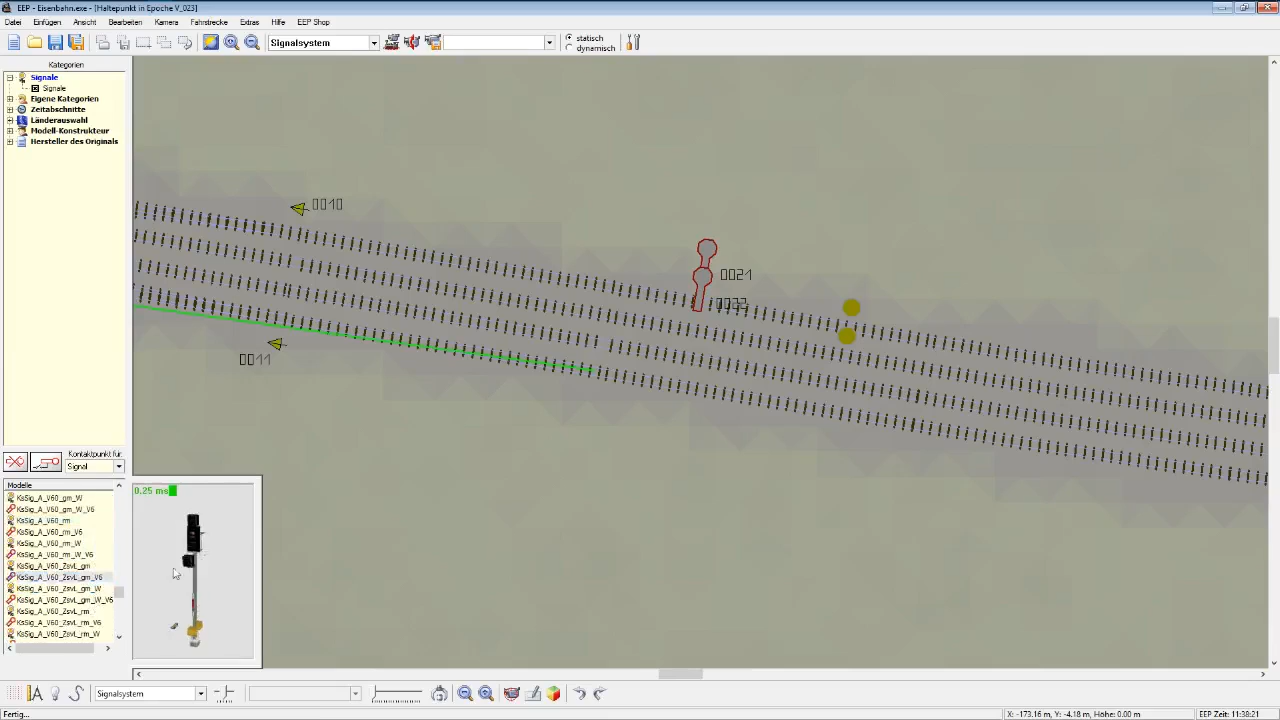 EEP - Eisenbahn.exe - [Haltepunkt in Epoche V_023]
Datei Einfügen Ansicht Bearbeiten Kamera Fahrstrecke Extras Hilfe EEP Shop
Signalsystem
statisch
dynamisch
Kategorien
Signale
Signale
Eigene Kategorien
Zeitabschnitte
Länderauswahl
Modell-Konstrukteur
Hersteller des Originals
0010
0021
0022
0011
Kontaktpunkt für:
Signal
Modelle
KsSig_A_V60_gm_W
KsSig_A_V60_gm_W_V6
KsSig_A_V60_rm
KsSig_A_V60_rm_V6
KsSig_A_V60_rm_W
KsSig_A_V60_rm_W_V6
KsSig_A_V60_ZsvL_gm
KsSig_A_V60_ZsvL_gm_V6
KsSig_A_V60_ZsvL_gm_W
KsSig_A_V60_ZsvL_gm_W_V6
KsSig_A_V60_ZsvL_rm
KsSig_A_V60_ZsvL_rm_V6
KsSig_A_V60_ZsvL_rm_W
0.25 ms
Signalsystem
Fertig...
X: -173.16 m, Y: -4.18 m, Höhe: 0.00 m
EEP Zeit: 11:38:21